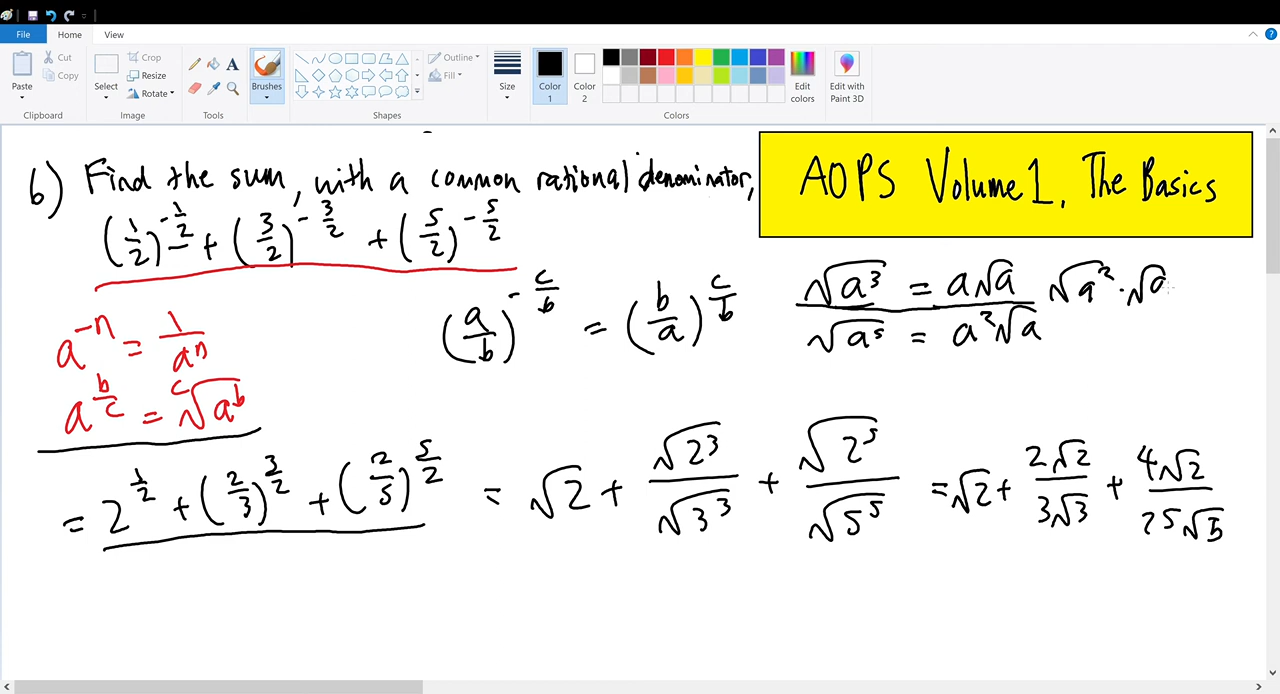 File Home View
Paste Cut Copy Clipboard
Select Crop Resize Rotate Image
A Tools
Brushes
Outline Fill Shapes
Size
Color 1 Color 2 Edit colors Edit with Paint 3D Colors
6) Find the sum, with a common rational denominator,
AOPS Volume 1, The Basics
(1/2)^(-1/2) + (3/2)^(-3/2) + (5/2)^(-5/2)
(a/b)^(-c/b) = (b/a)^(c/b)
√a³ = a√a √a² · √a
√a⁵ = a²√a
a^(-n) = 1/a^n
a^(b/c) = ᶜ√a^b
= 2^(1/2) + (2/3)^(3/2) + (2/5)^(5/2) = √2 + √2³/√3³ + √2⁵/√5⁵ = √2 + 2√2/3√3 + 4√2/25√5